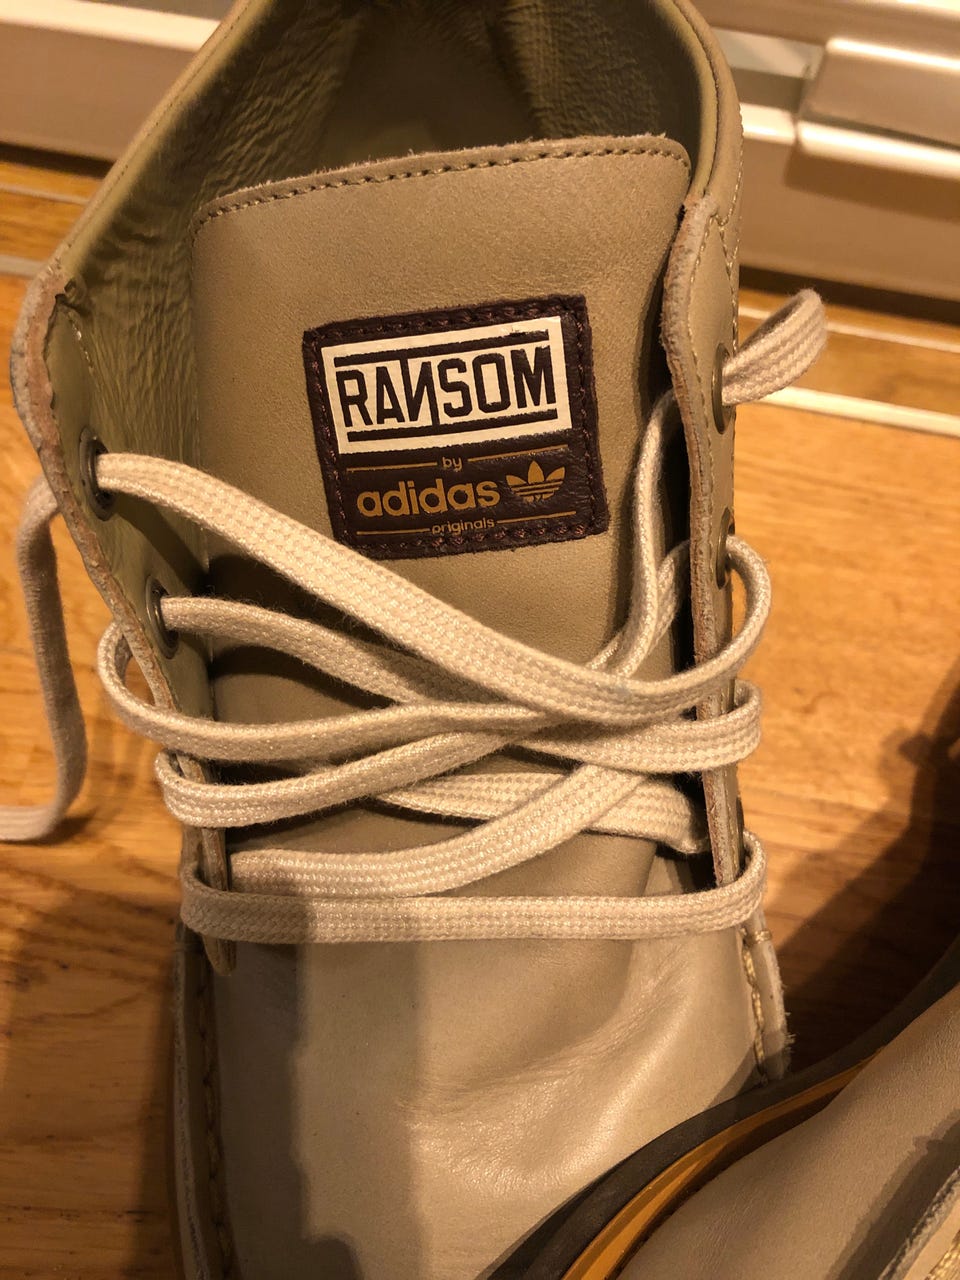 RANSOM
by
adidas
originals